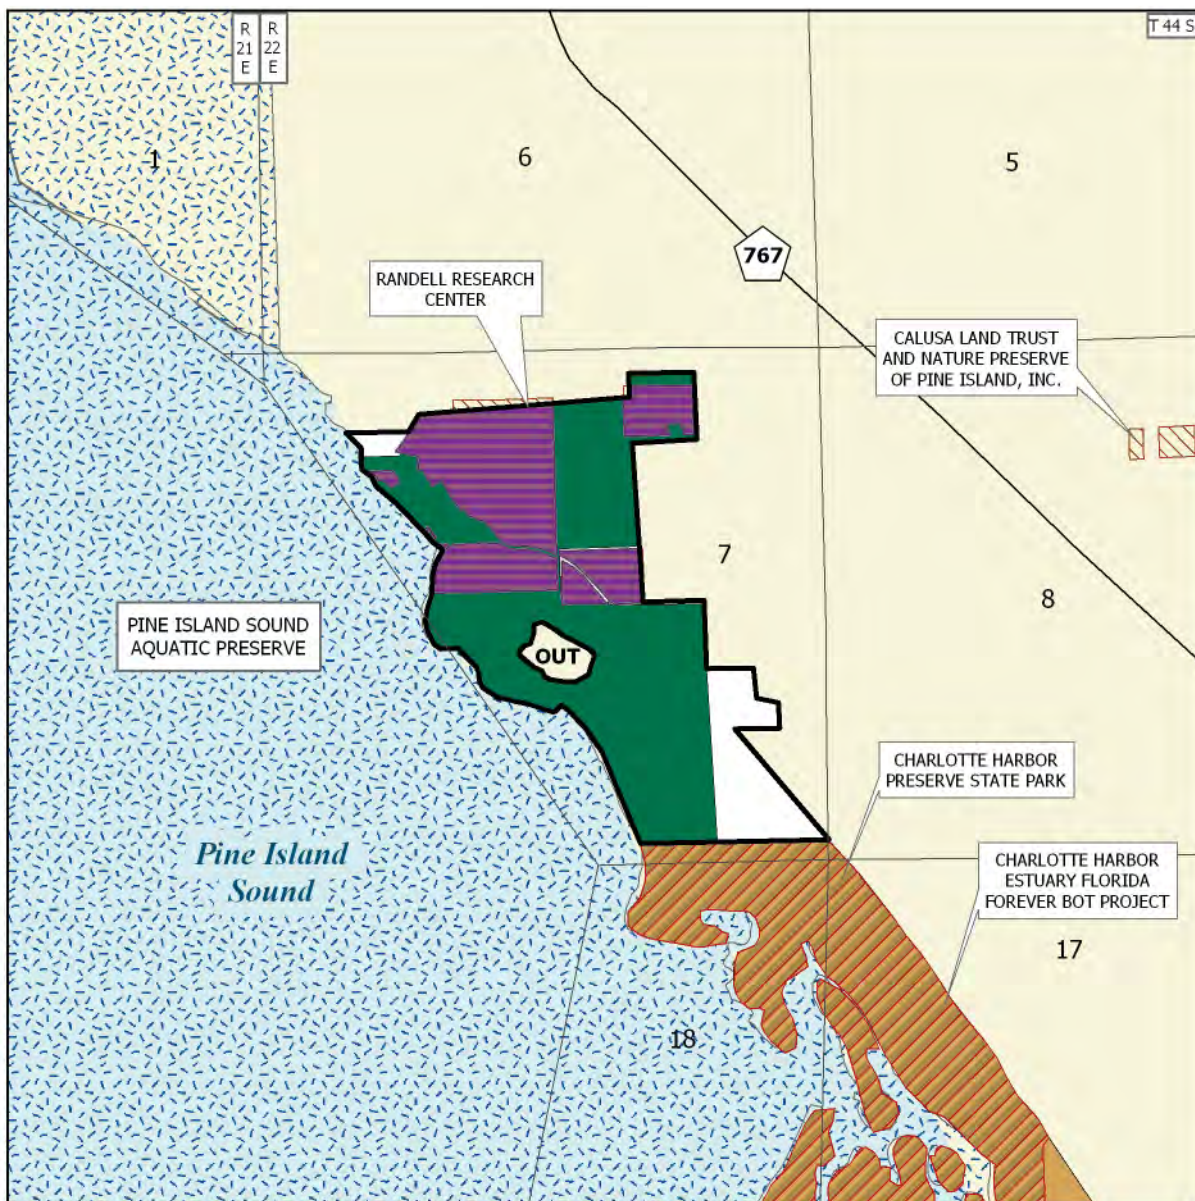 R
21
E
R
22
E
T 44 S
1
6
5
767
RANDELL RESEARCH
CENTER
CALUSA LAND TRUST
AND NATURE PRESERVE
OF PINE ISLAND, INC.
7
8
PINE ISLAND SOUND
AQUATIC PRESERVE
OUT
CHARLOTTE HARBOR
PRESERVE STATE PARK
Pine Island
Sound
CHARLOTTE HARBOR
ESTUARY FLORIDA
FOREVER BOT PROJECT
17
18